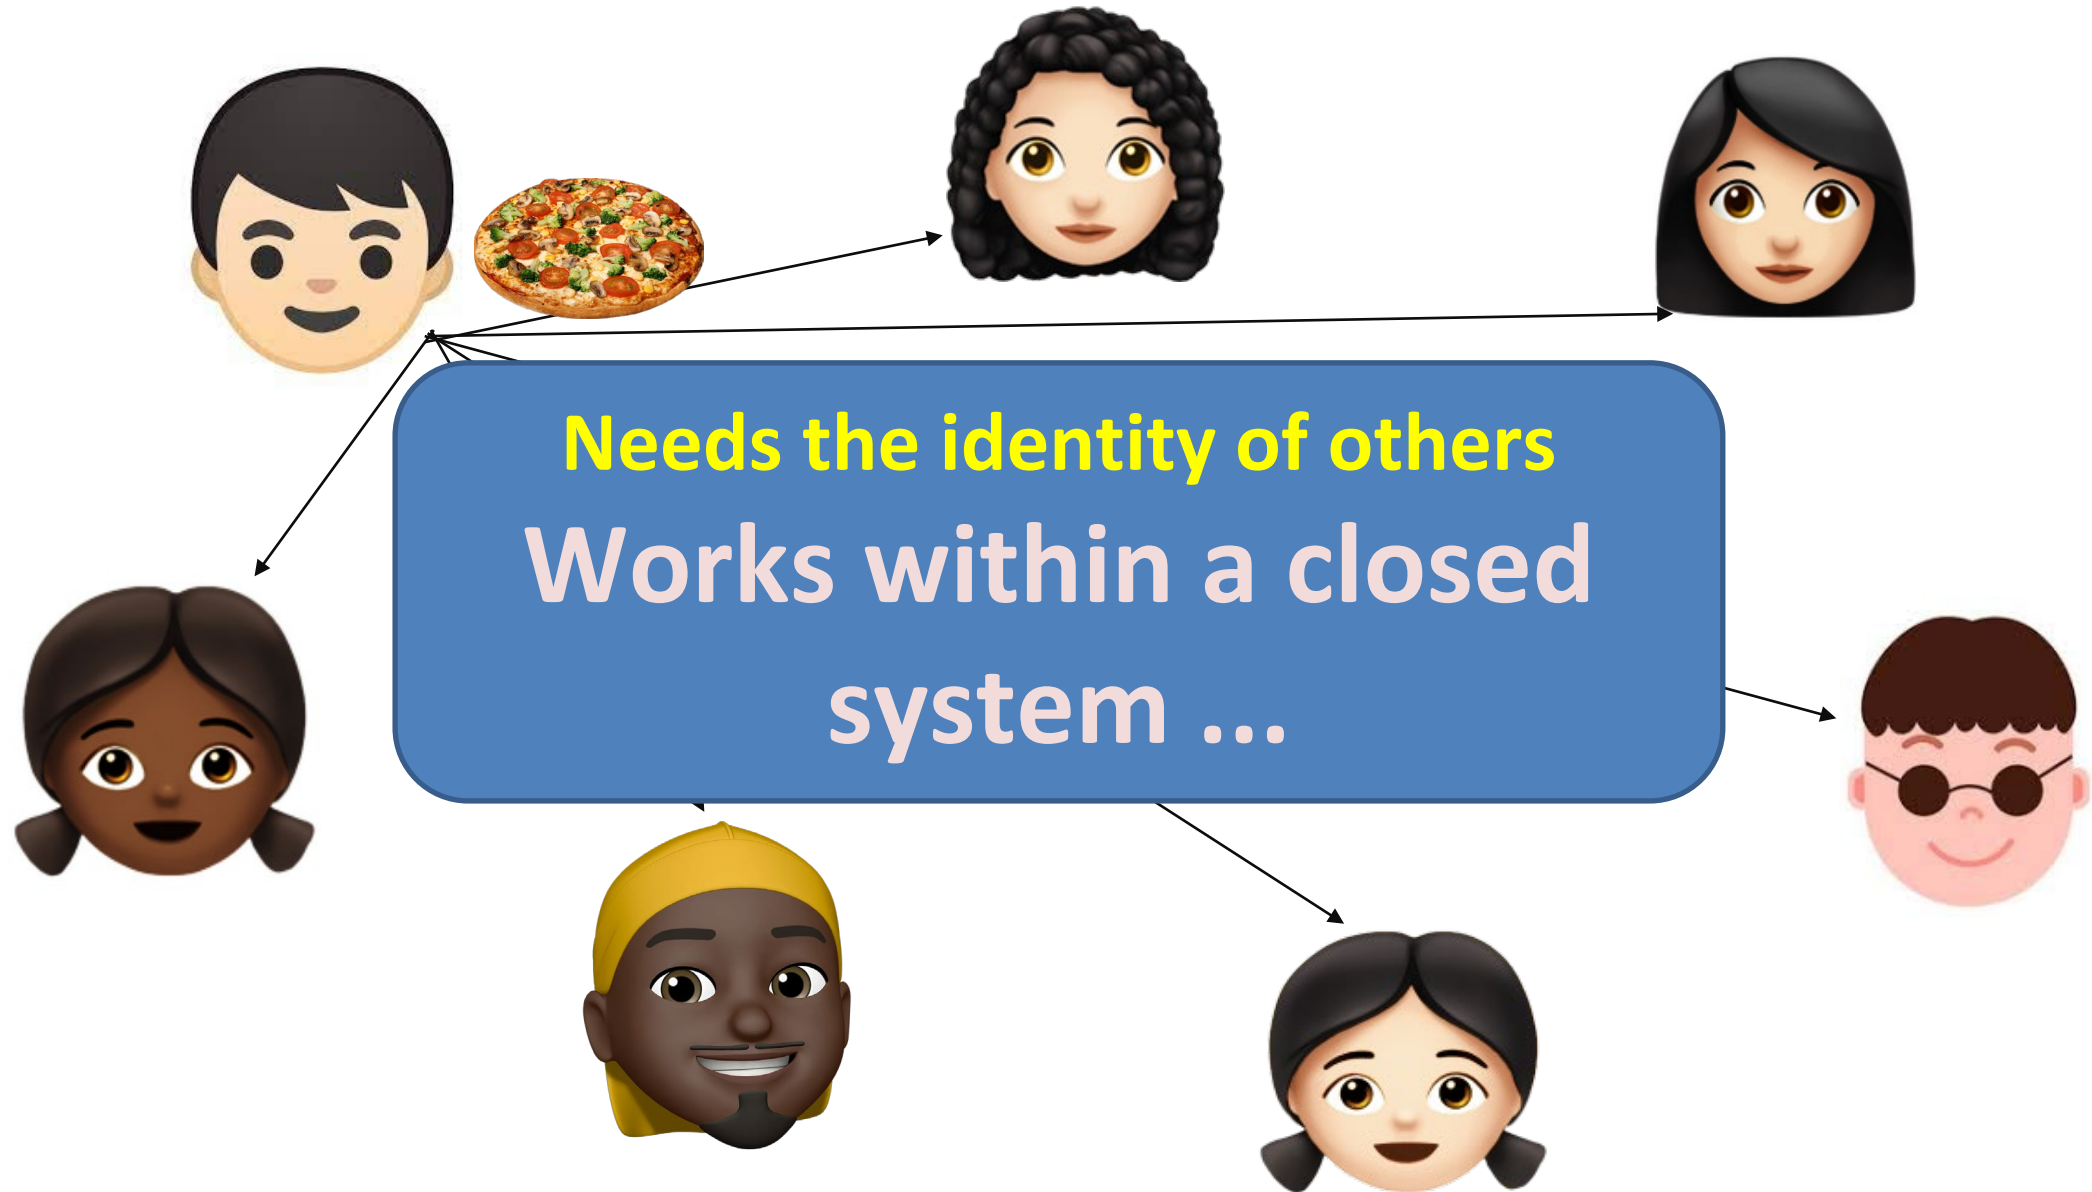 Needs the identity of others
Works within a closed
system ...